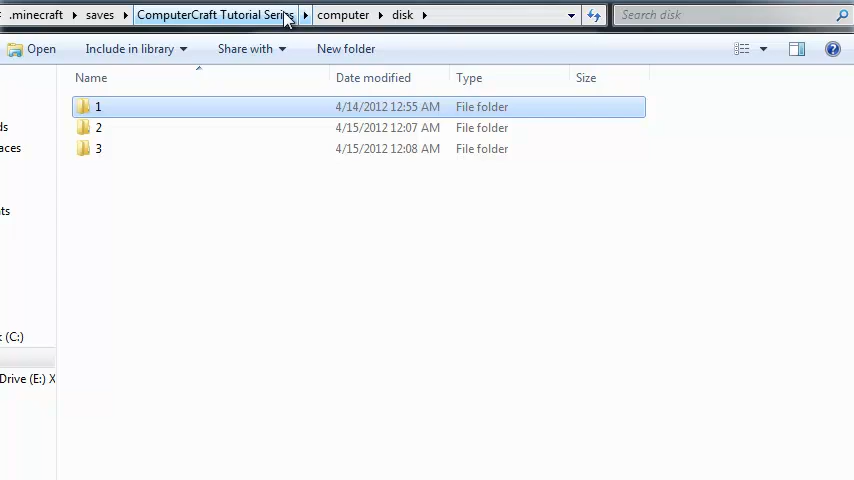 .minecraft saves ComputerCraft Tutorial Series computer disk Search disk
Open Include in library Share with New folder
Name Date modified Type Size
1 4/14/2012 12:55 AM File folder
2 4/15/2012 12:07 AM File folder
3 4/15/2012 12:08 AM File folder
ds
aces
ts
(C:)
Drive (E:) X